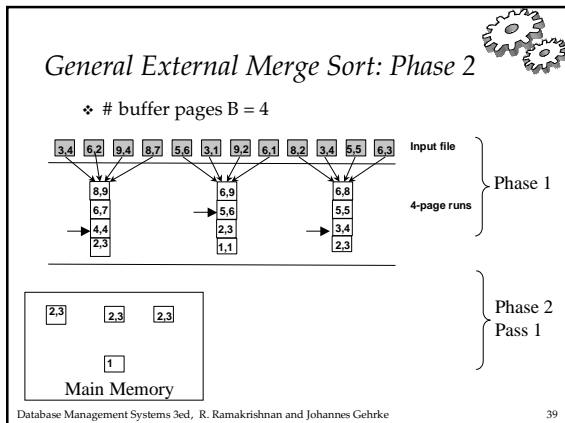 General External Merge Sort: Phase 2
❖ # buffer pages B = 4
3,4 6,2 9,4 8,7 5,6 3,1 9,2 6,1 8,2 3,4 5,5 6,3 Input file
Phase 1
8,9 6,9 6,8
6,7 5,6 5,5 4-page runs
4,4 2,3 3,4
2,3 1,1 2,3
Phase 2
Pass 1
2,3 2,3 2,3
1
Main Memory
Database Management Systems 3ed, R. Ramakrishnan and Johannes Gehrke 39